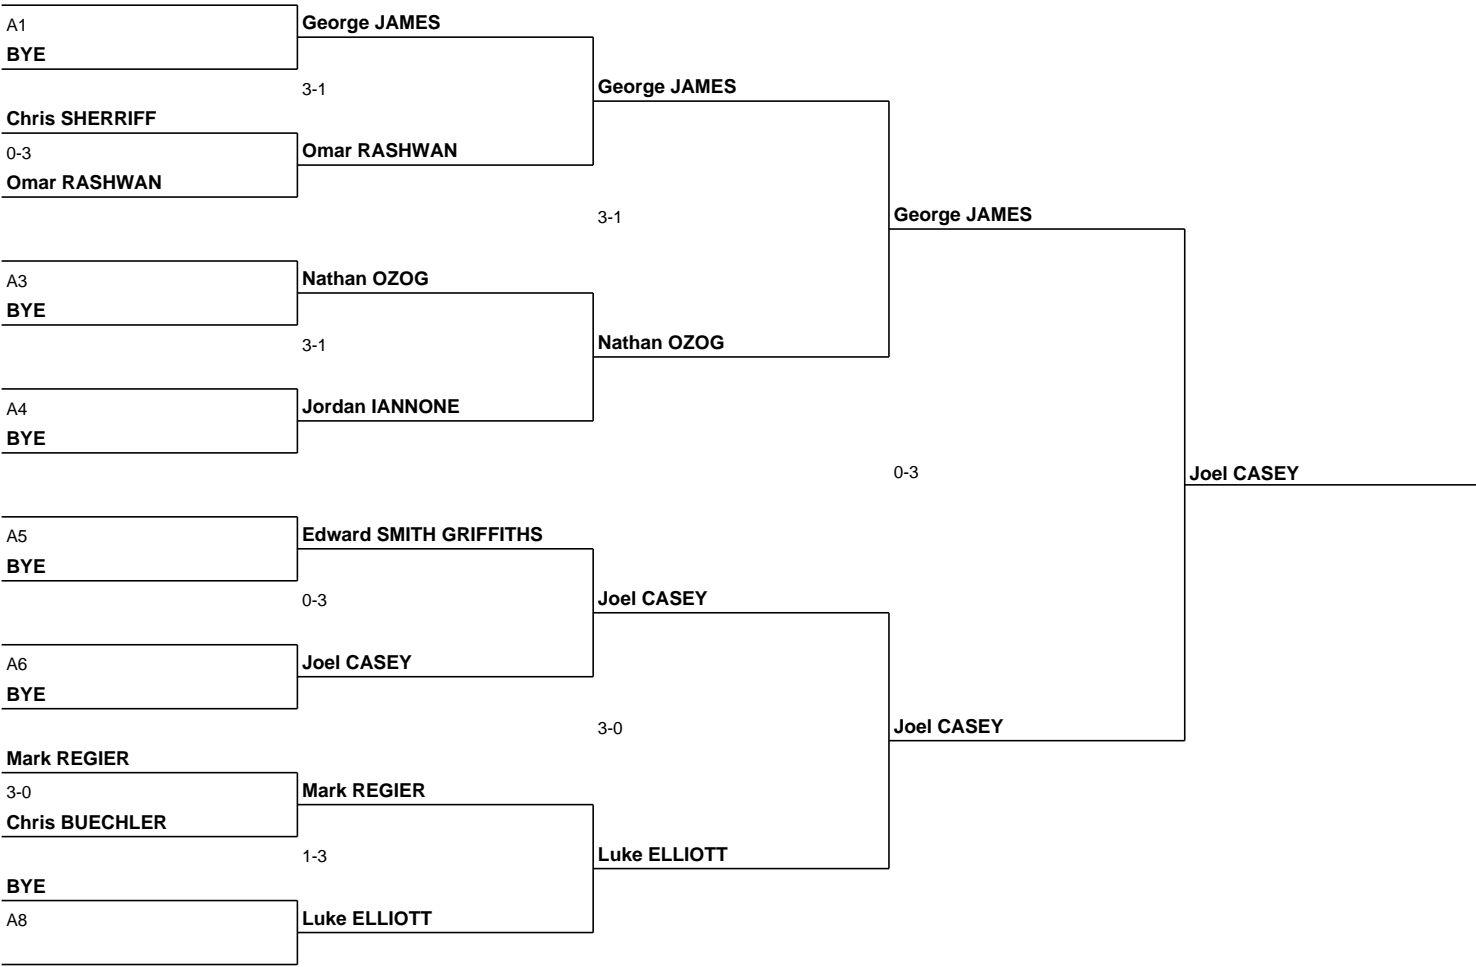 A1
BYE
George JAMES
3-1
George JAMES
Chris SHERRIFF
0-3
Omar RASHWAN
Omar RASHWAN
3-1
George JAMES
A3
BYE
Nathan OZOG
3-1
Nathan OZOG
A4
BYE
Jordan IANNONE
0-3
Joel CASEY
A5
BYE
Edward SMITH GRIFFITHS
0-3
Joel CASEY
A6
BYE
Joel CASEY
3-0
Joel CASEY
Mark REGIER
3-0
Chris BUECHLER
Mark REGIER
1-3
Luke ELLIOTT
BYE
A8
Luke ELLIOTT